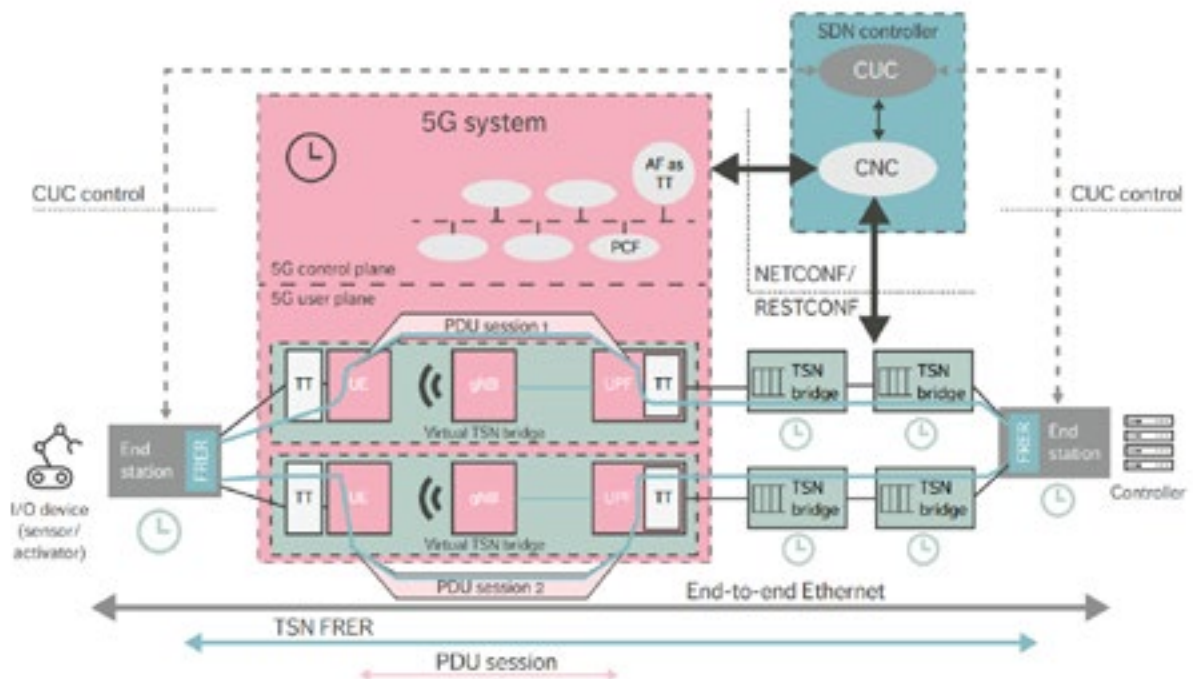 SDN controller
CUC
5G system
AF as
TT
CNC
CUC control
CUC control
PCF
5G control plane
NETCONF/
RESTCONF
5G user plane
PDU session 1
TT
UE
gNB
UPF
TT
TSN
bridge
TSN
bridge
Virtual TSN bridge
End
station
FRER
FRER
End
station
TT
UE
gNB
UPF
TT
TSN
bridge
TSN
bridge
Controller
I/O device
(sensor/
activator)
Virtual TSN bridge
PDU session 2
End-to-end Ethernet
TSN FRER
PDU session